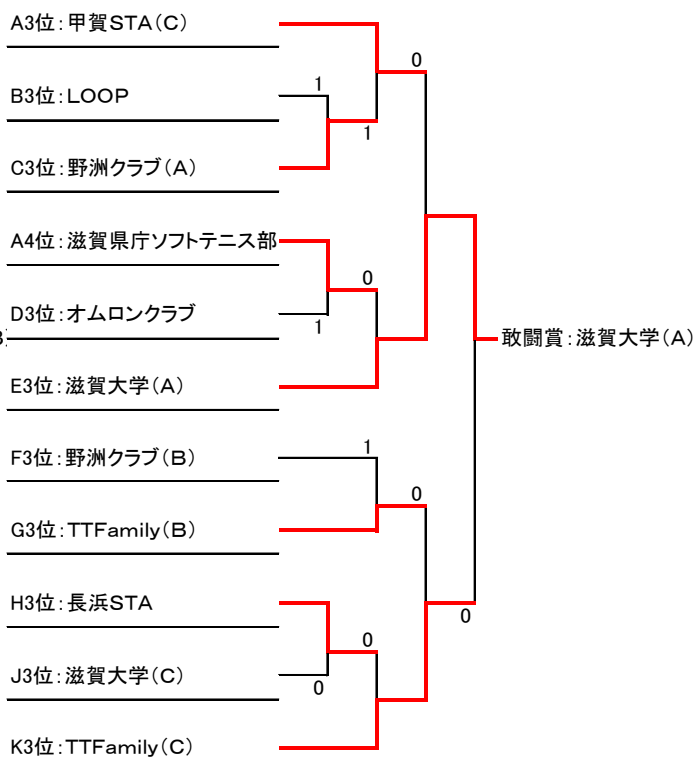 A3位:甲賀STA(C)
0
B3位:LOOP
1
1
C3位:野洲クラブ(A)
A4位:滋賀県庁ソフトテニス部
0
D3位:オムロンクラブ
1
敢闘賞:滋賀大学(A)
E3位:滋賀大学(A)
F3位:野洲クラブ(B)
1
0
G3位:TTFamily(B)
H3位:長浜STA
0
0
J3位:滋賀大学(C)
0
K3位:TTFamily(C)